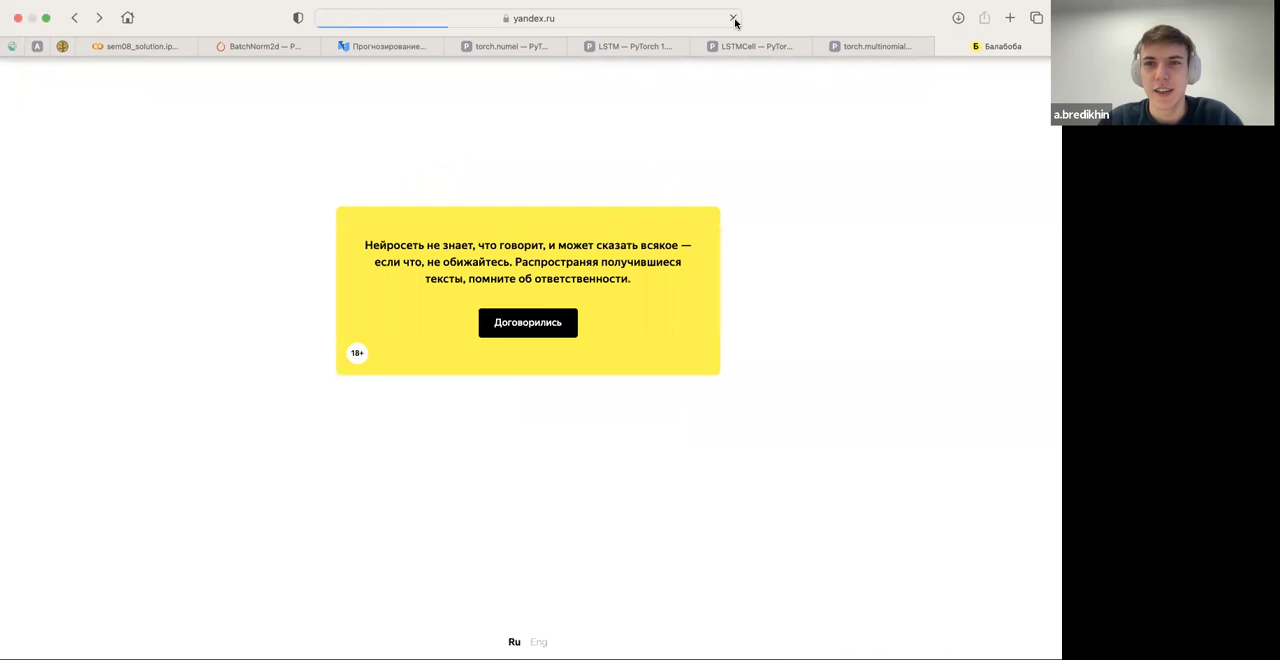 yandex.ru
sem08_solution.ip...
BatchNorm2d — P...
Прогнозирование...
torch.numel — PyT...
LSTM — PyTorch 1....
LSTMCell — PyTor...
torch.multinomial...
Балабоба
a.bredikhin
Нейросеть не знает, что говорит, и может сказать всякое —
если что, не обижайтесь. Распространяя получившиеся
тексты, помните об ответственности.
Договорились
18+
Ru Eng